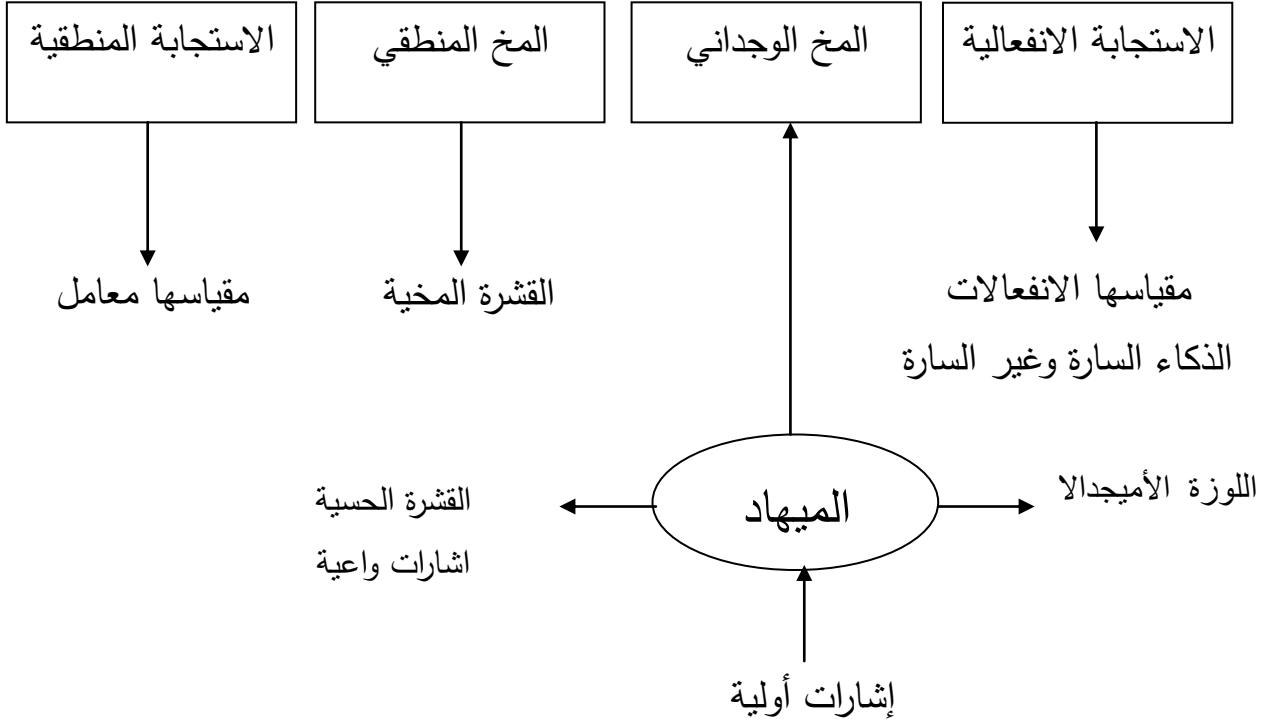 الاستجابة الانفعالية
المخ الوجداني
المخ المنطقي
الاستجابة المنطقية
مقياسها الانفعالات
الذكاء السارة وغير السارة
القشرة المخية
مقياسها معامل
اللوزة الأميجدالا
الميهاد
القشرة الحسية
اشارات واعية
إشارات أولية